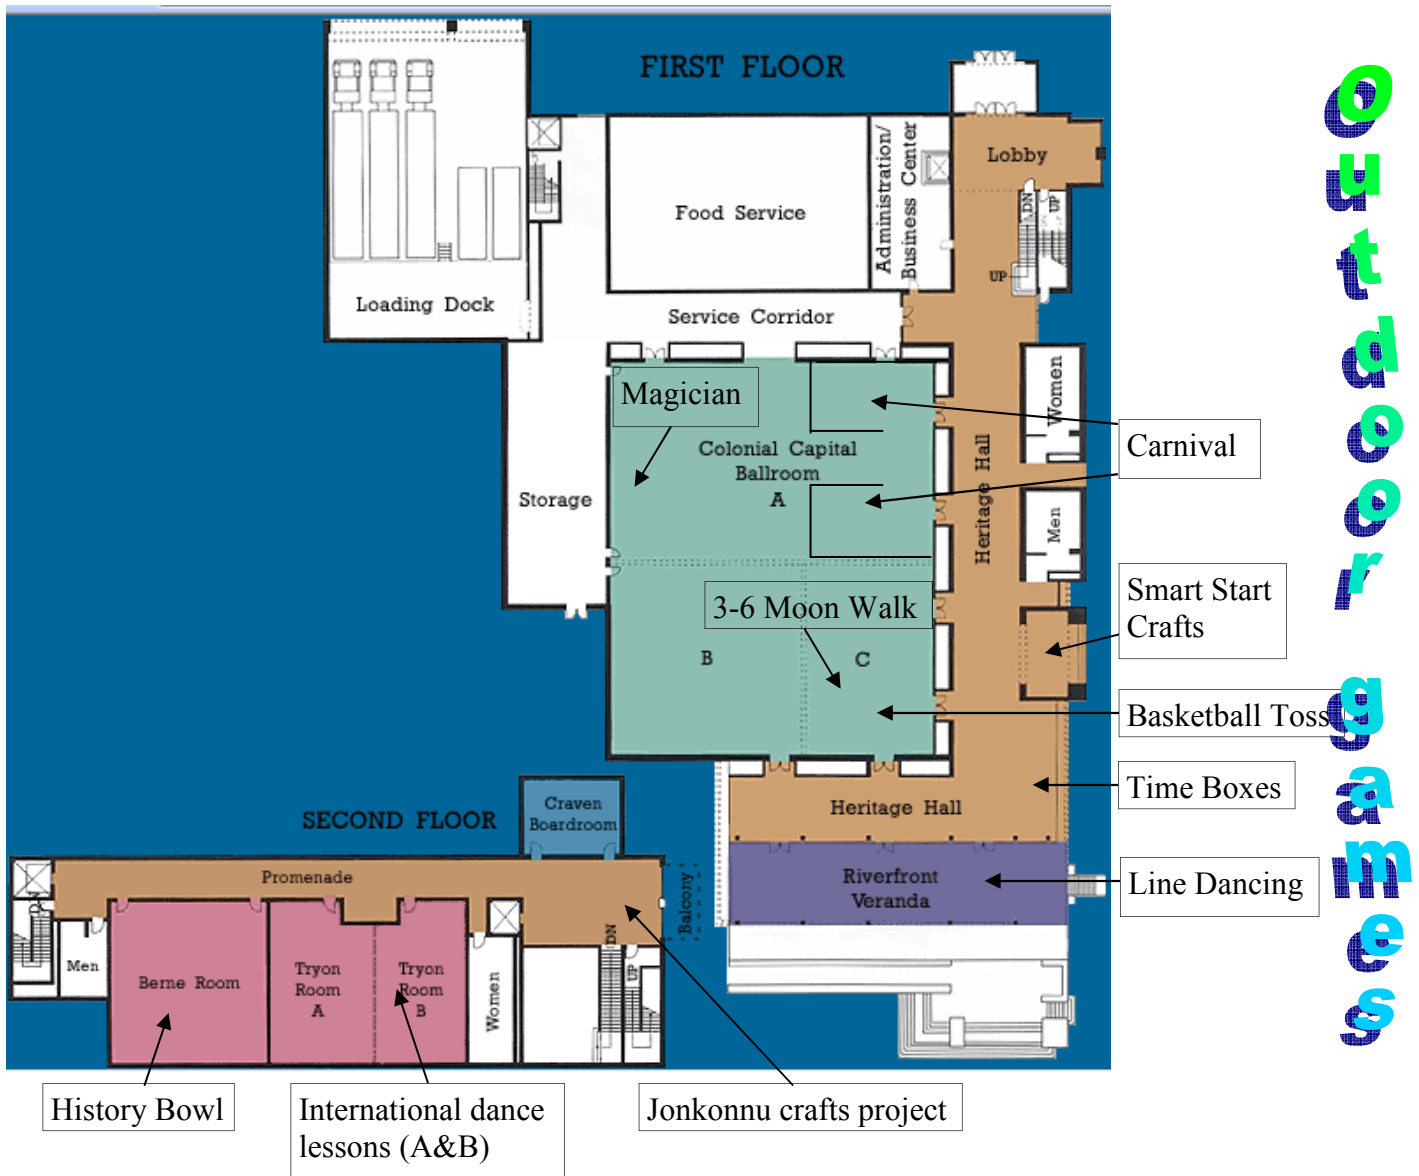 FIRST FLOOR
Lobby
DN
UP
UP
Administration/
Business Center
Food Service
Loading Dock
Service Corridor
Magician
Colonial Capital
Ballroom
A
Women
Carnival
Heritage Hall
Storage
Men
Smart Start
Crafts
3-6 Moon Walk
B
C
Basketball Toss
Time Boxes
Heritage Hall
Line Dancing
Riverfront
Veranda
Outdoor games
SECOND FLOOR
Craven
Boardroom
Promenade
Balcony
DN
DN
UP
Men
Berne Room
Tryon
Room
A
Tryon
Room
B
Women
History Bowl
International dance
lessons (A&B)
Jonkonnu crafts project